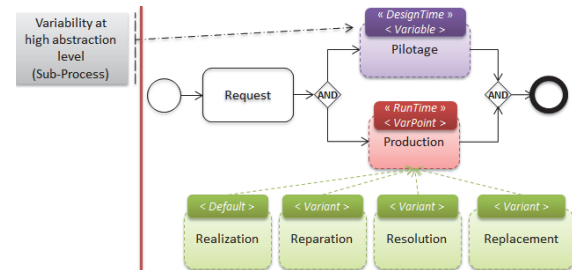 Variability at
high abstraction
level
(Sub-Process)
« DesignTime »
< Variable >
Pilotage
Request
AND
AND
« RunTime »
< VarPoint >
Production
< Default >
< Variant >
< Variant >
< Variant >
Realization
Reparation
Resolution
Replacement